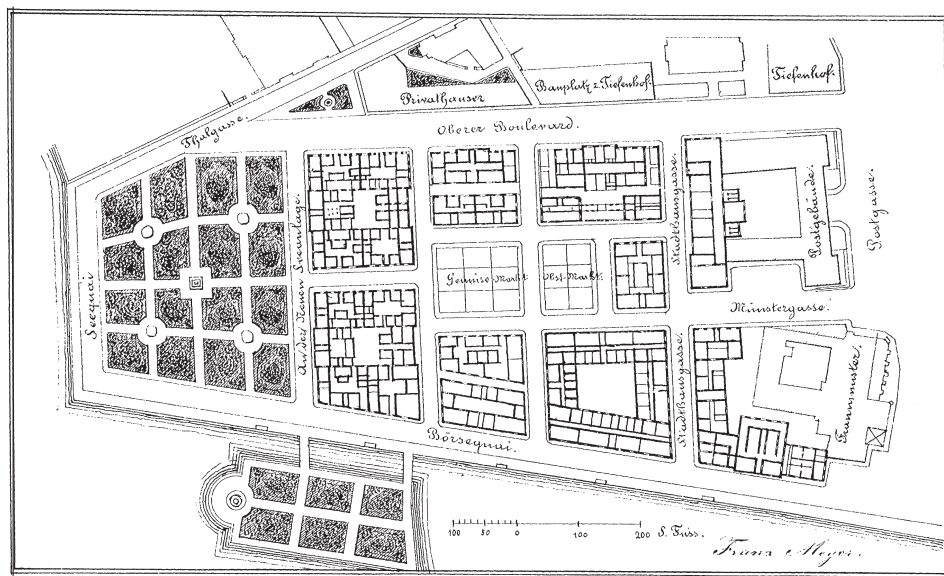 Tiefenhof.
Bauplatz z. Tiefenhof.
Privathäuser
Thalgasse.
Oberer Boulevard.
Stadthausgasse.
Postgebäude.
Postgasse.
An der Neuen
Seequai
Gemüse-Markt
Obst-Markt.
Münstergasse.
Stadthausgasse.
Fraumünster.
Börsequai.
100 50 0 100 200 S. Fuss.
Franz Meyer.